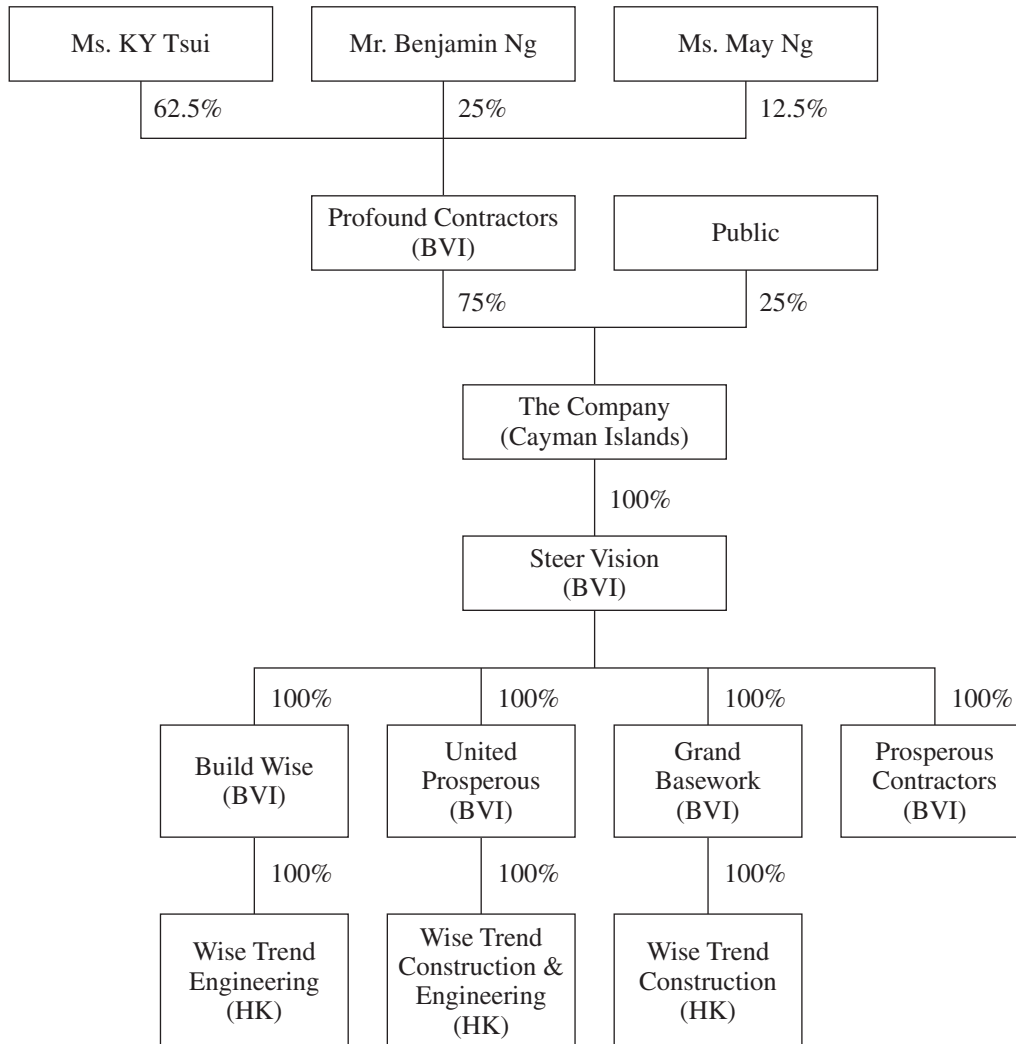 Ms. KY Tsui
Mr. Benjamin Ng
Ms. May Ng
62.5%
25%
12.5%
Profound Contractors
(BVI)
Public
75%
25%
The Company
(Cayman Islands)
100%
Steer Vision
(BVI)
100%
100%
100%
100%
Build Wise
(BVI)
United
Prosperous
(BVI)
Grand
Basework
(BVI)
Prosperous
Contractors
(BVI)
100%
100%
100%
Wise Trend
Engineering
(HK)
Wise Trend
Construction &
Engineering
(HK)
Wise Trend
Construction
(HK)